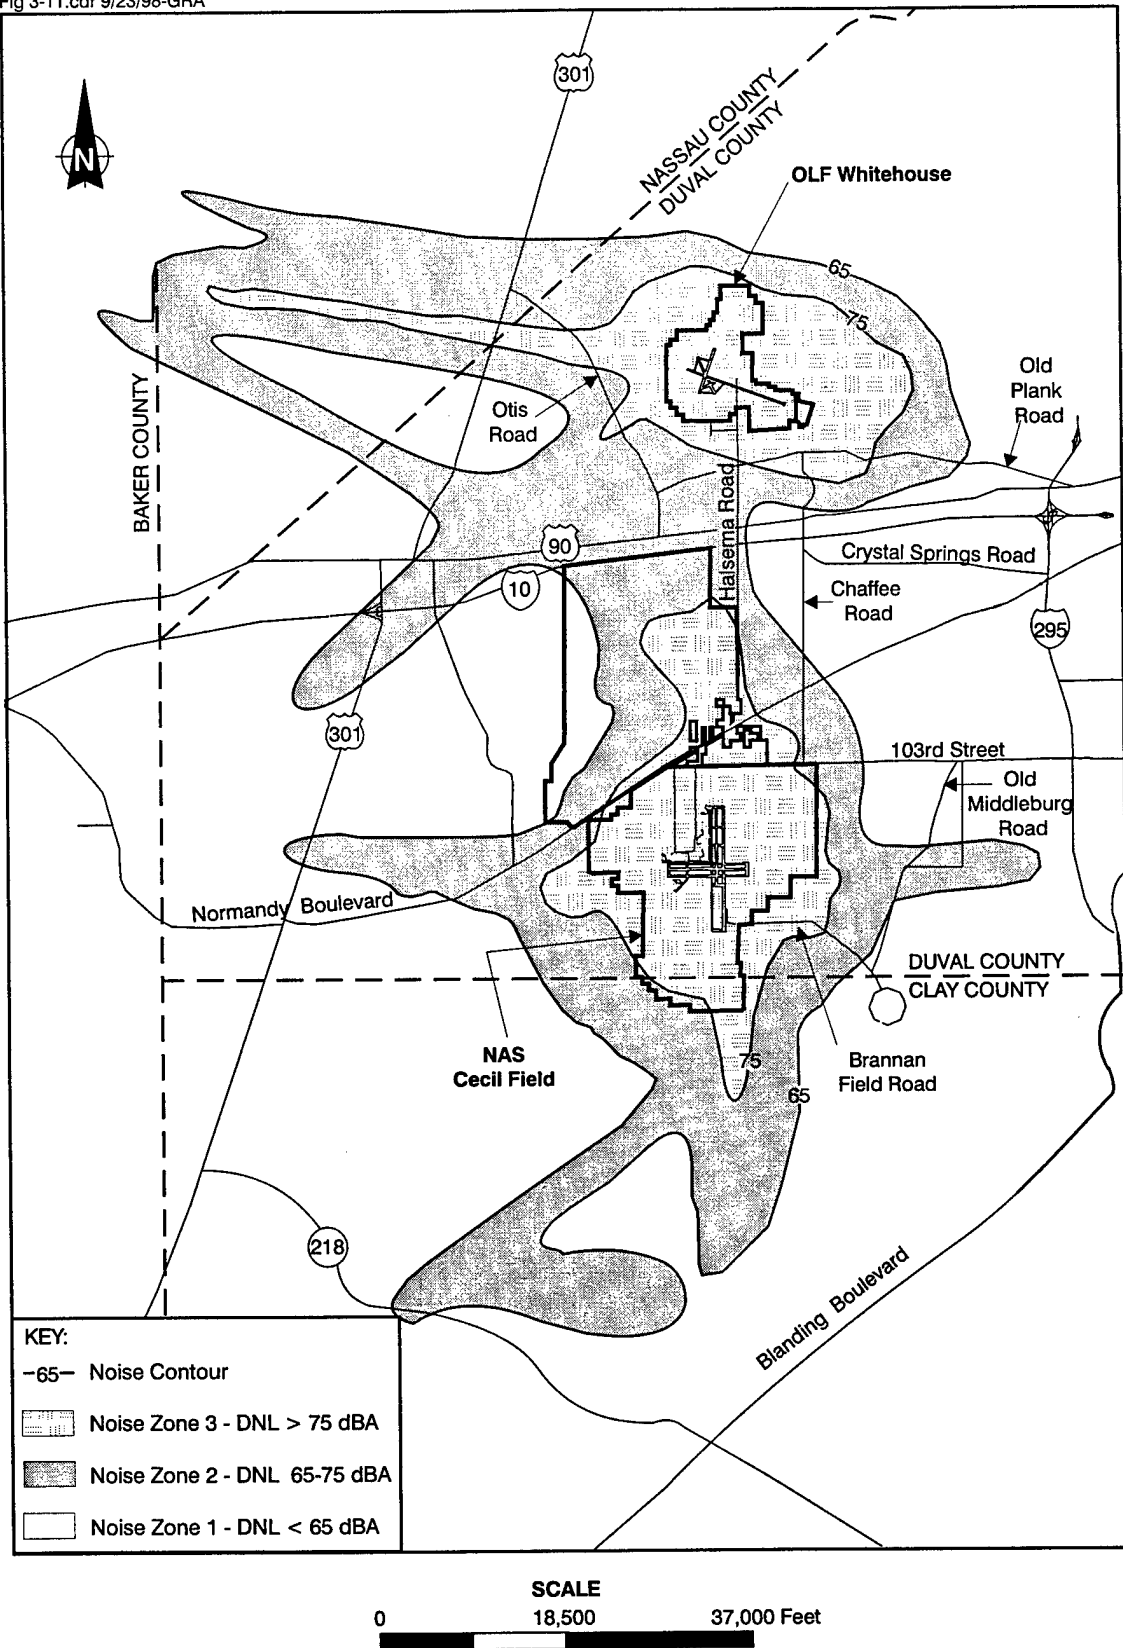 Fig 3-11.cdr 9/23/98-GRA
301
N
NASSAU COUNTY
DUVAL COUNTY
OLF Whitehouse
65
75
Old
Plank
Road
BAKER COUNTY
Otis
Road
Halsema Road
90
Crystal Springs Road
10
Chaffee
Road
295
301
103rd Street
Old
Middleburg
Road
Normandy Boulevard
DUVAL COUNTY
CLAY COUNTY
NAS
Cecil Field
75
Brannan
Field Road
65
218
Blanding Boulevard
KEY:
-65- Noise Contour
Noise Zone 3 - DNL > 75 dBA
Noise Zone 2 - DNL 65-75 dBA
Noise Zone 1 - DNL < 65 dBA
SCALE
0 18,500 37,000 Feet